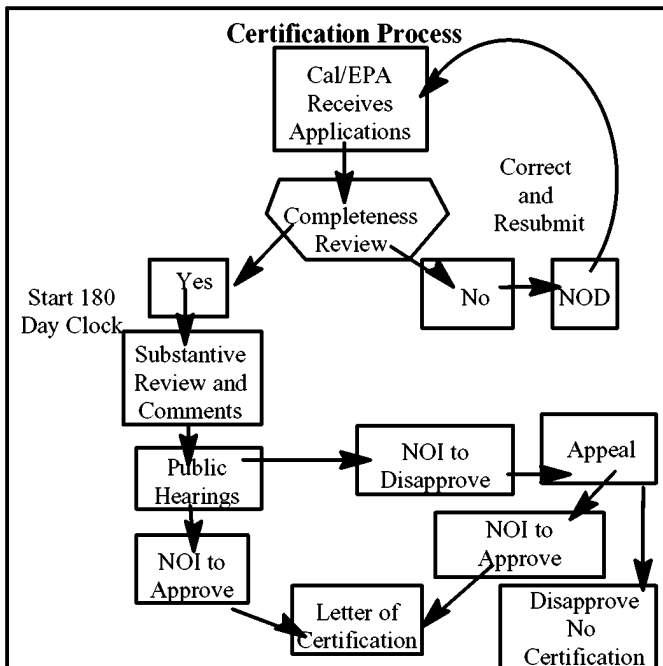 Certification Process
Cal/EPA
Receives
Applications
Correct
and
Resubmit
Completeness
Review
Yes
No
NOD
Start 180
Day Clock
Substantive
Review and
Comments
Public
Hearings
NOI to
Disapprove
Appeal
NOI to
Approve
NOI to
Approve
Letter of
Certification
Disapprove
No
Certification